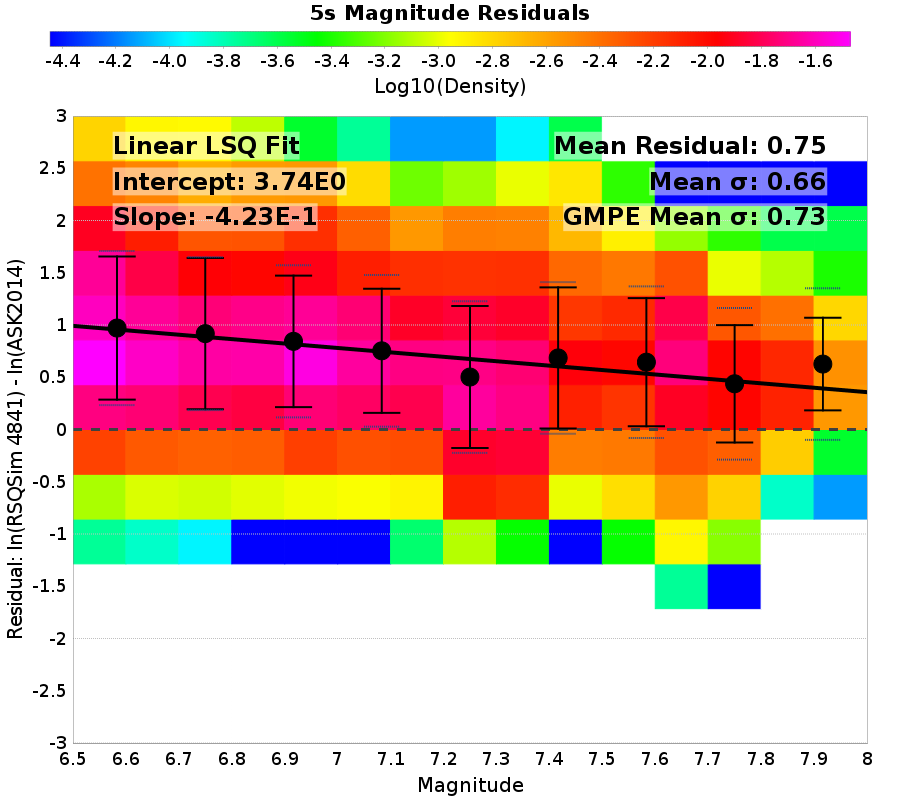 5s Magnitude Residuals
-4.4 -4.2 -4.0 -3.8 -3.6 -3.4 -3.2 -3.0 -2.8 -2.6 -2.4 -2.2 -2.0 -1.8 -1.6
Log10(Density)
Linear LSQ Fit
Intercept: 3.74E0
Slope: -4.23E-1
Mean Residual: 0.75
Mean σ: 0.66
GMPE Mean σ: 0.73
Residual: ln(RSQSim 4841) - ln(ASK2014)
3
2.5
2
1.5
1
0.5
0
-0.5
-1
-1.5
-2
-2.5
-3
6.5 6.6 6.7 6.8 6.9 7 7.1 7.2 7.3 7.4 7.5 7.6 7.7 7.8 7.9 8
Magnitude